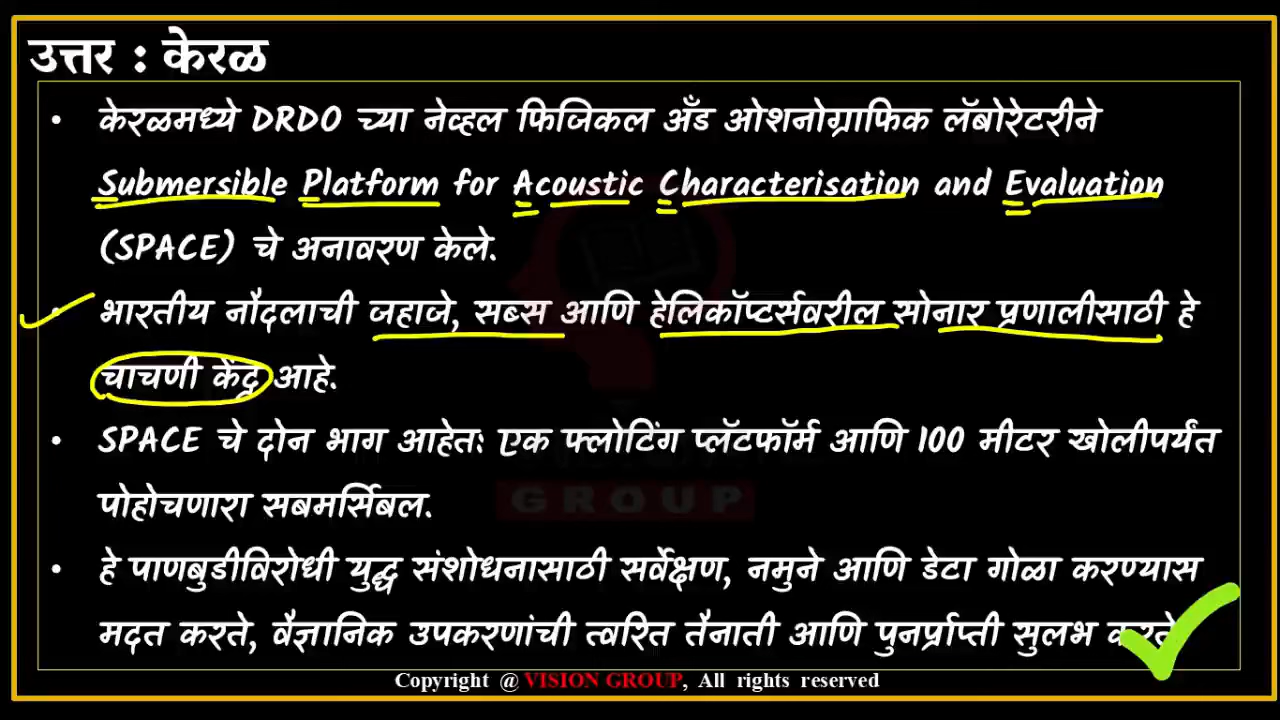 उत्तर : केरळ
• केरळमध्ये DRDO च्या नेव्हल फिजिकल अँड ओशनोग्राफिक लॅबोरेटरीने
Submersible Platform for Acoustic Characterisation and Evaluation
(SPACE) चे अनावरण केले.
• भारतीय नौदलाची जहाजे, सब्स आणि हेलिकॉप्टर्सवरील सोनार प्रणालीसाठी हे
चाचणी केंद्र आहे.
• SPACE चे दोन भाग आहेत: एक फ्लोटिंग प्लॅटफॉर्म आणि 100 मीटर खोलीपर्यंत
पोहोचणारा सबमर्सिबल.
• हे पाणबुडीविरोधी युद्ध संशोधनासाठी सर्वेक्षण, नमुने आणि डेटा गोळा करण्यास
मदत करते, वैज्ञानिक उपकरणांची त्वरित तैनाती आणि पुनर्प्राप्ती सुलभ करते
GROUP
Copyright @ VISION GROUP, All rights reserved